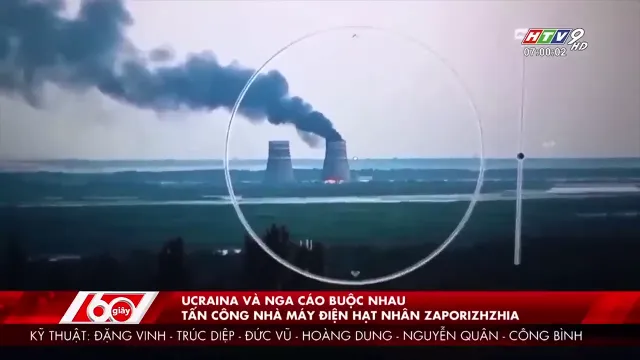 HTV9 HD
07:00:02
60 giây
UCRAINA VÀ NGA CÁO BUỘC NHAU
TẤN CÔNG NHÀ MÁY ĐIỆN HẠT NHÂN ZAPORIZHZHIA
KỸ THUẬT: ĐẶNG VINH - TRÚC DIỆP - ĐỨC VŨ - HOÀNG DUNG - NGUYỄN QUÂN - CÔNG BÌNH